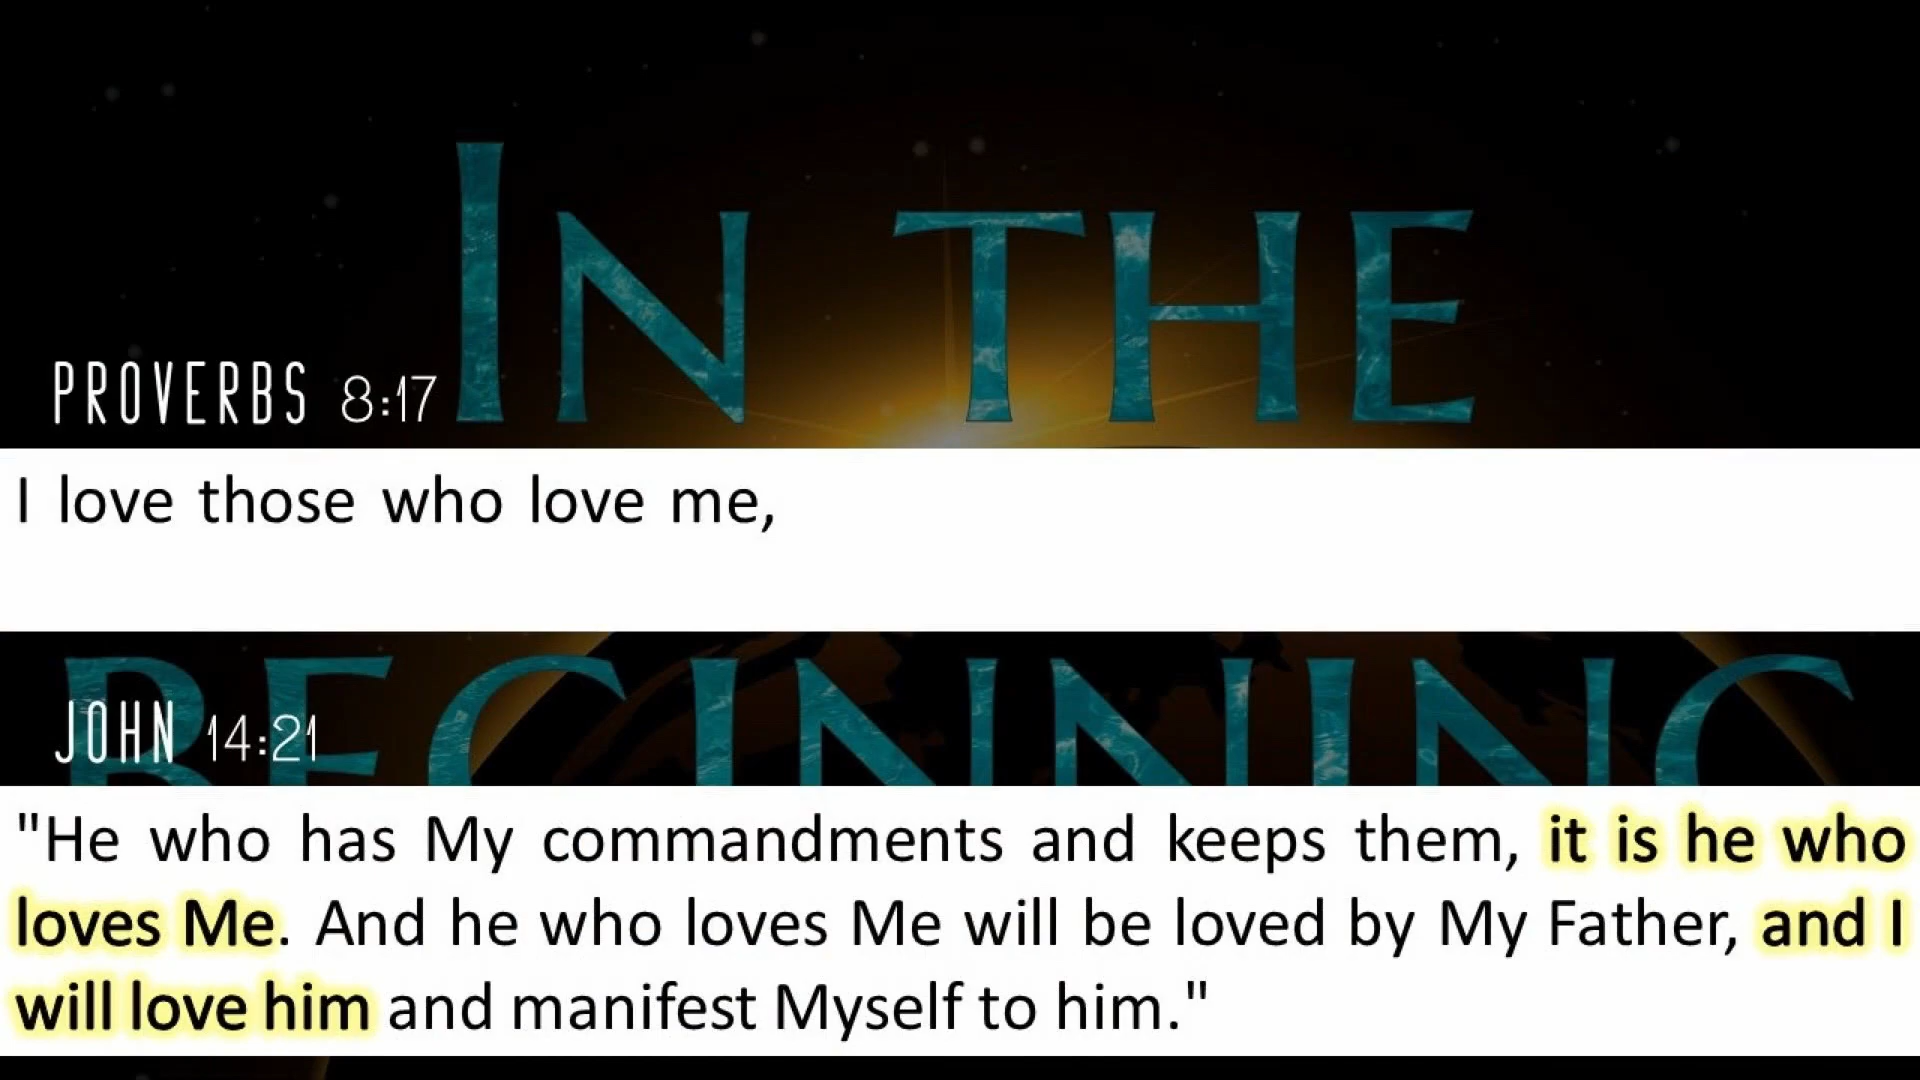 IN THE
PROVERBS 8:17
I love those who love me,
BEGINNING
JOHN 14:21
"He who has My commandments and keeps them, it is he who
loves Me. And he who loves Me will be loved by My Father, and I
will love him and manifest Myself to him."